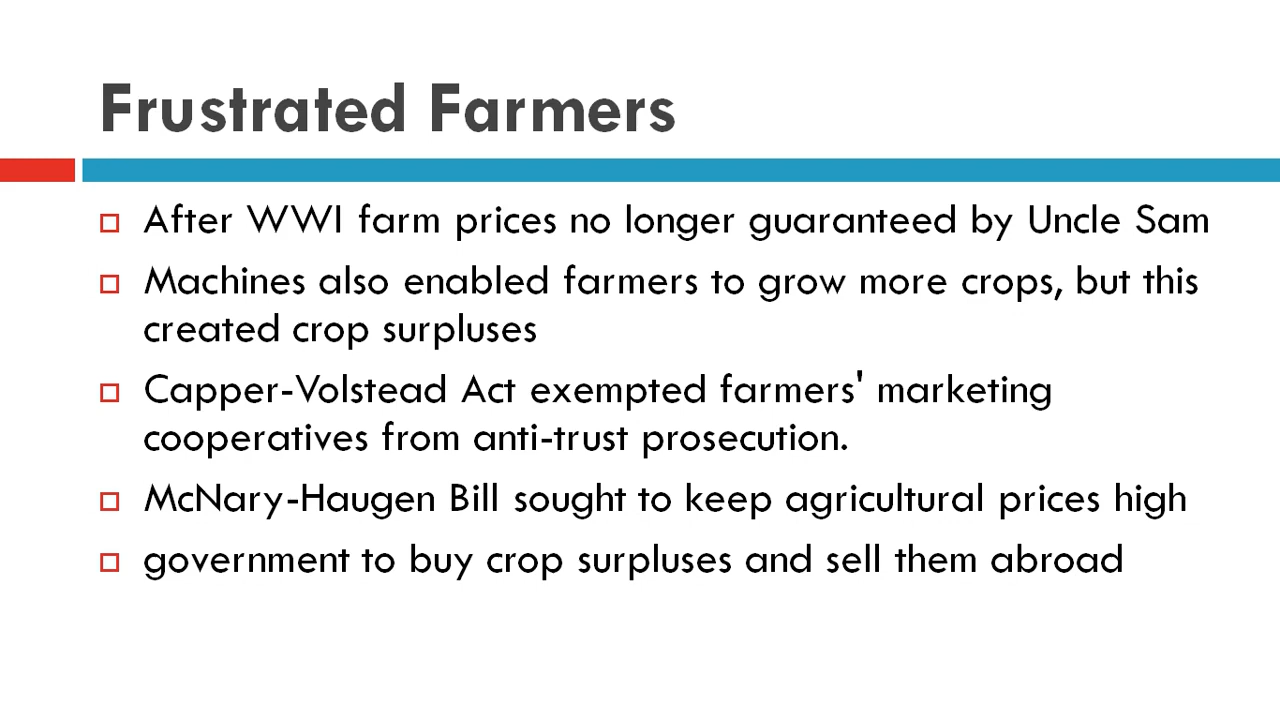 Frustrated Farmers
After WWI farm prices no longer guaranteed by Uncle Sam
Machines also enabled farmers to grow more crops, but this
created crop surpluses
Capper-Volstead Act exempted farmers' marketing
cooperatives from anti-trust prosecution.
McNary-Haugen Bill sought to keep agricultural prices high
government to buy crop surpluses and sell them abroad